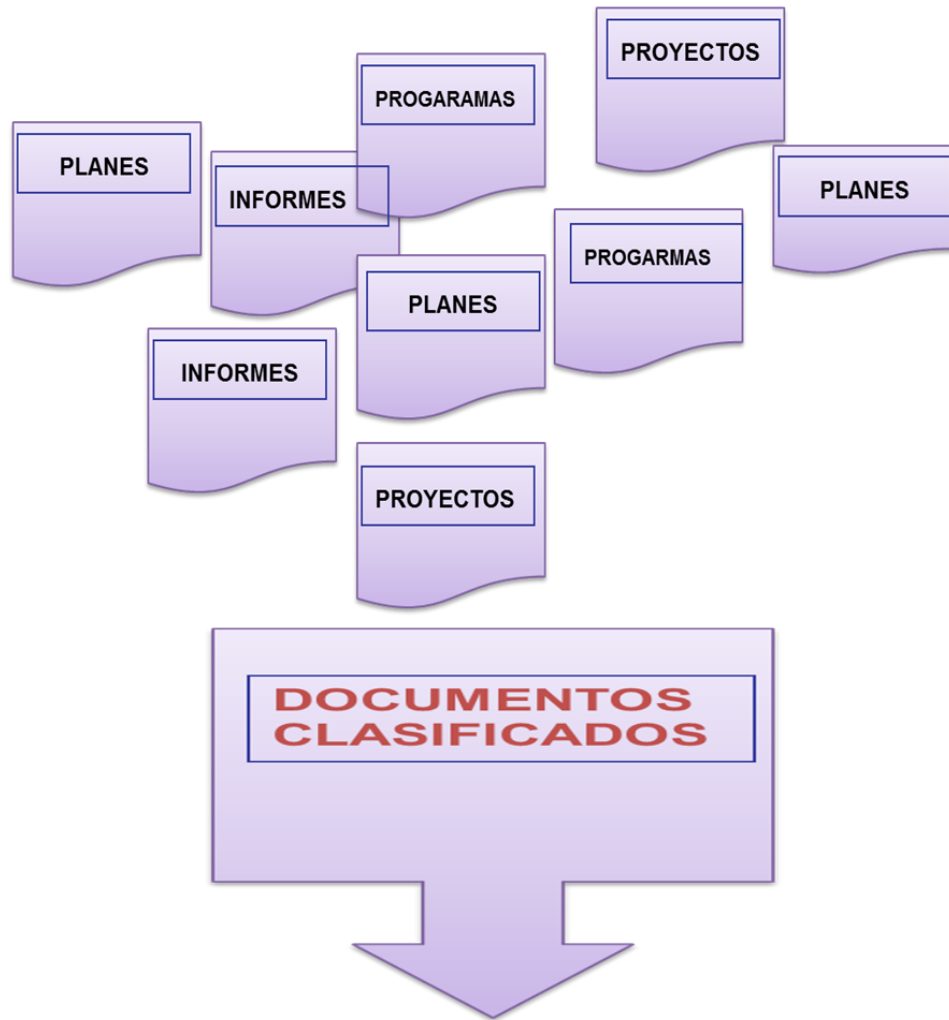 PROYECTOS
PROGARAMAS
PLANES
INFORMES
PLANES
PROGARMAS
PLANES
INFORMES
PROYECTOS
DOCUMENTOS
CLASIFICADOS